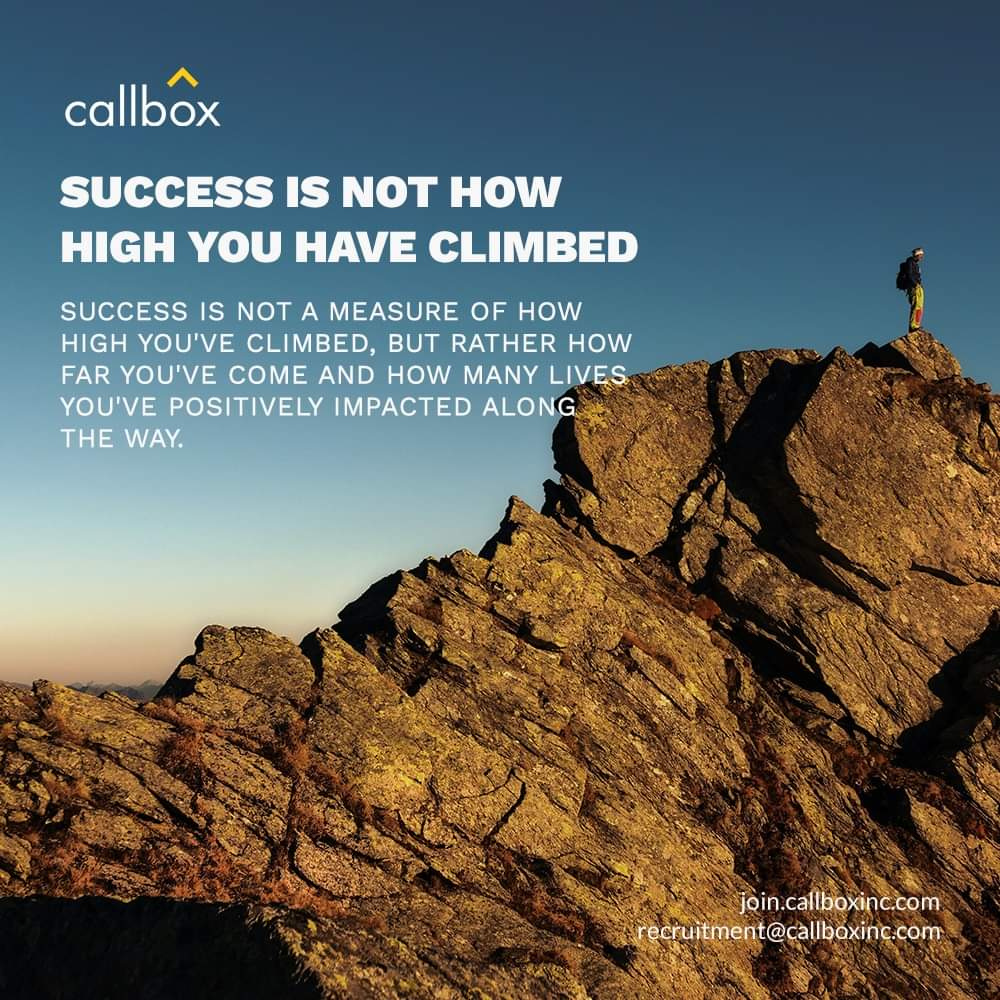 callbox
SUCCESS IS NOT HOW
HIGH YOU HAVE CLIMBED
SUCCESS IS NOT A MEASURE OF HOW
HIGH YOU'VE CLIMBED, BUT RATHER HOW
FAR YOU'VE COME AND HOW MANY LIVES
YOU'VE POSITIVELY IMPACTED ALONG
THE WAY.
join.callboxinc.com
recruitment@callboxinc.com